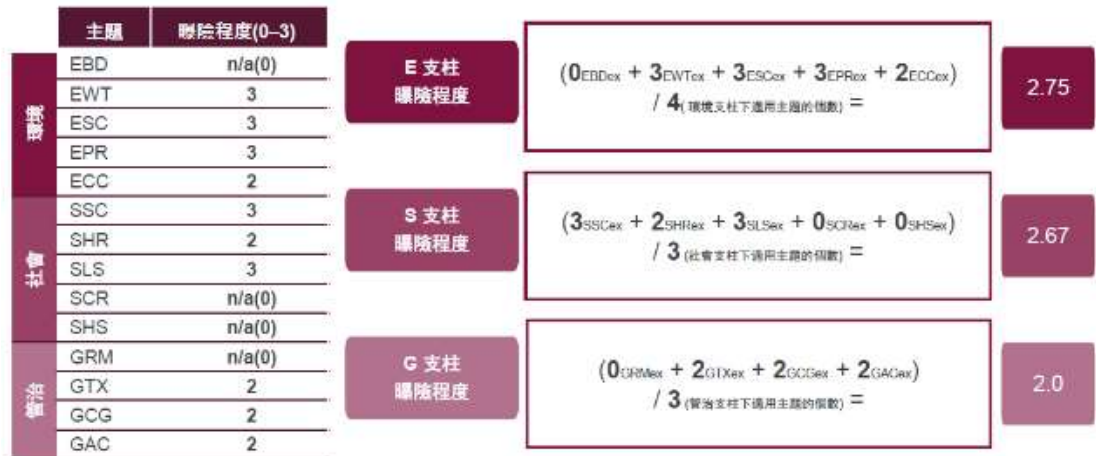 主題 曝險程度(0–3)
環境
EBD n/a(0)
EWT 3
ESC 3
EPR 3
ECC 2
社會
SSC 3
SHR 2
SLS 3
SCR n/a(0)
SHS n/a(0)
管治
GRM n/a(0)
GTX 2
GCG 2
GAC 2
E 支柱
曝險程度
(0EBDex + 3EWTex + 3ESCex + 3EPRex + 2ECCex)
/ 4(環境支柱下適用主題的個數) =
2.75
S 支柱
曝險程度
(3SSCex + 2SHRex + 3SLSex + 0SCRex + 0SHSex)
/ 3 (社會支柱下適用主題的個數) =
2.67
G 支柱
曝險程度
(0GRMex + 2GTXex + 2GCGex + 2GACex)
/ 3 (管治支柱下適用主題的個數) =
2.0